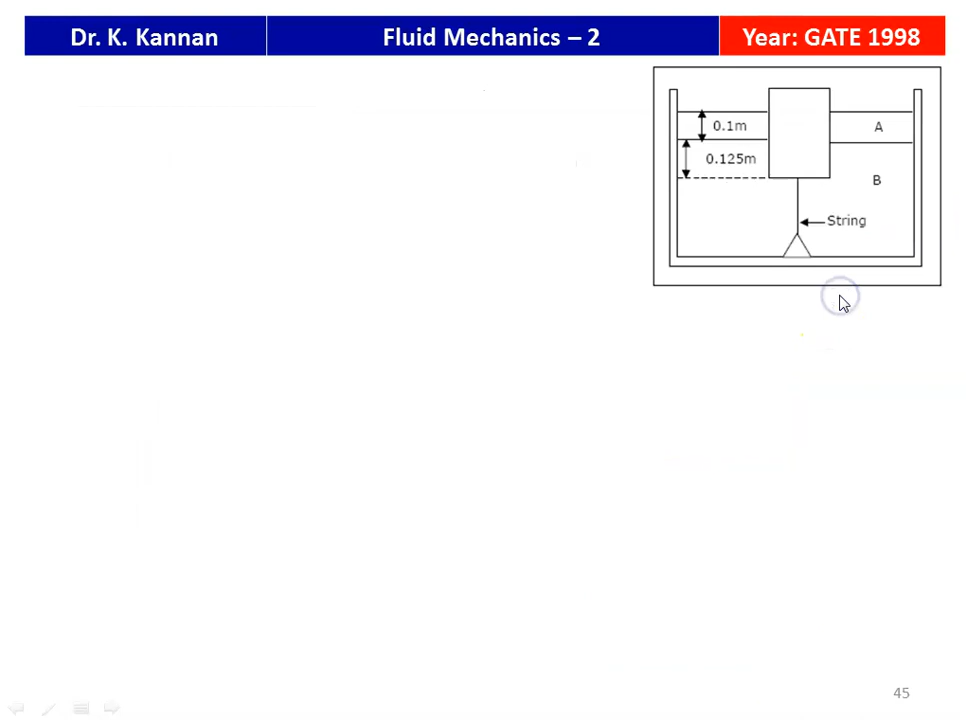 Dr. K. Kannan
Fluid Mechanics – 2
Year: GATE 1998
0.1m
A
0.125m
B
String
45